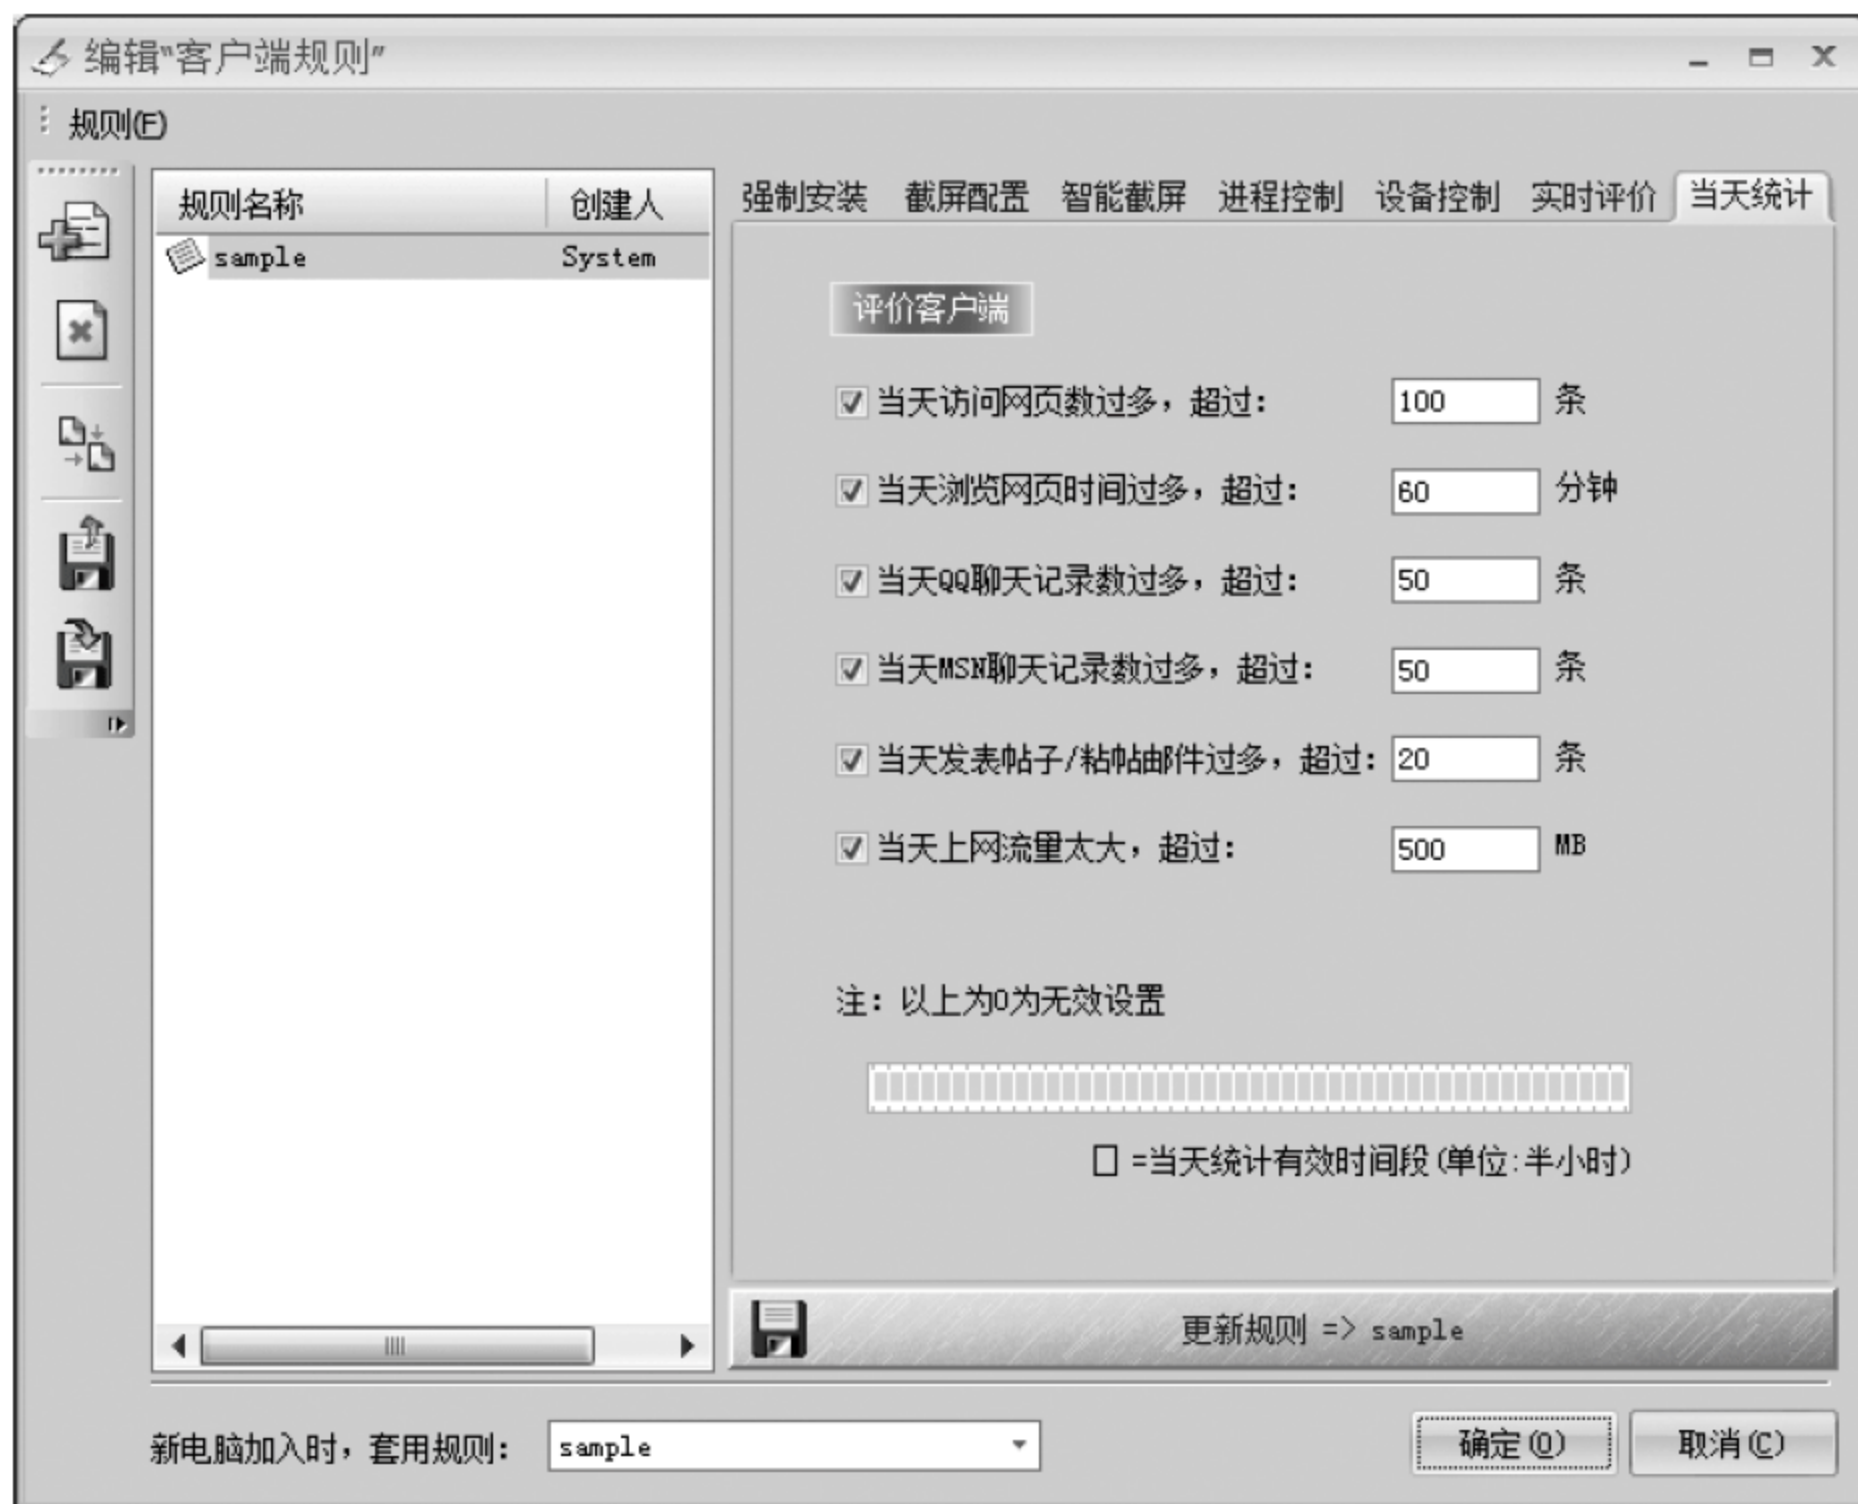 编辑“客户端规则”
规则(F)
规则名称 创建人
sample System
强制安装 截屏配置 智能截屏 进程控制 设备控制 实时评价 当天统计
评价客户端
当天访问网页数过多，超过： 100 条
当天浏览网页时间过多，超过： 60 分钟
当天QQ聊天记录数过多，超过： 50 条
当天MSN聊天记录数过多，超过： 50 条
当天发表帖子/粘帖邮件过多，超过： 20 条
当天上网流量太大，超过： 500 MB
注：以上为0为无效设置
=当天统计有效时间段(单位:半小时)
更新规则 => sample
新电脑加入时，套用规则： sample
确定(O) 取消(C)